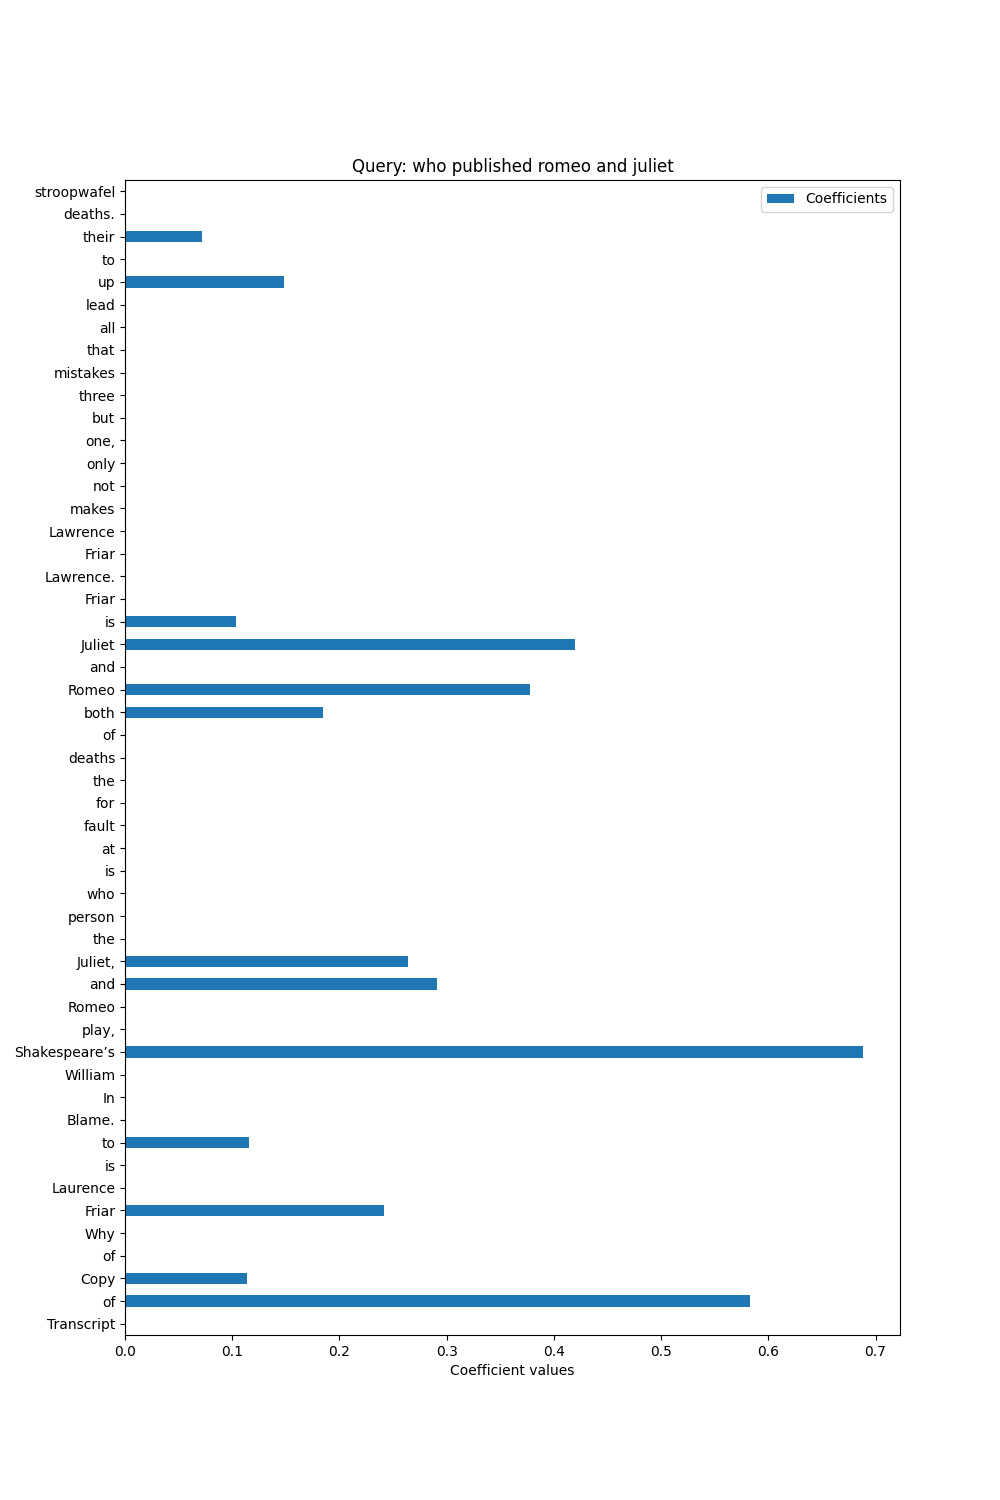 Query: who published romeo and juliet
Coefficients
stroopwafel
deaths.
their
to
up
lead
all
that
mistakes
three
but
one,
only
not
makes
Lawrence
Friar
Lawrence.
Friar
is
Juliet
and
Romeo
both
of
deaths
the
for
fault
at
is
who
person
the
Juliet,
and
Romeo
play,
Shakespeare’s
William
In
Blame.
to
is
Laurence
Friar
Why
of
Copy
of
Transcript
0.0 0.1 0.2 0.3 0.4 0.5 0.6 0.7
Coefficient values